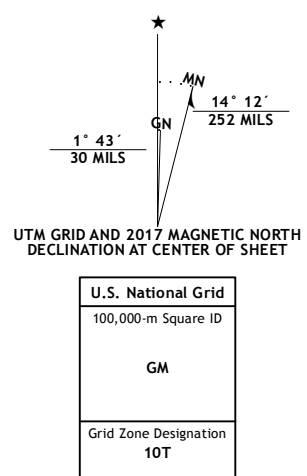 ★
MN
GN
14° 12´
252 MILS
1° 43´
30 MILS
UTM GRID AND 2017 MAGNETIC NORTH
DECLINATION AT CENTER OF SHEET
U.S. National Grid
100,000-m Square ID
GM
Grid Zone Designation
10T